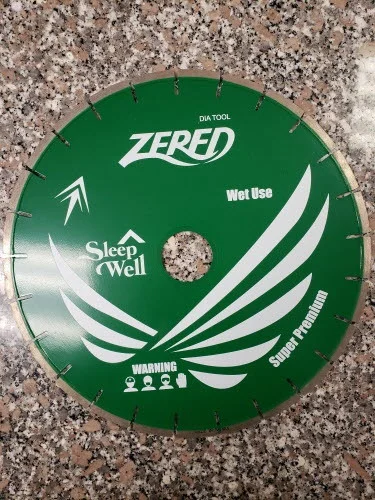 DIA TOOL
ZERED
Wet Use
Sleep
Well
Super Premium
WARNING